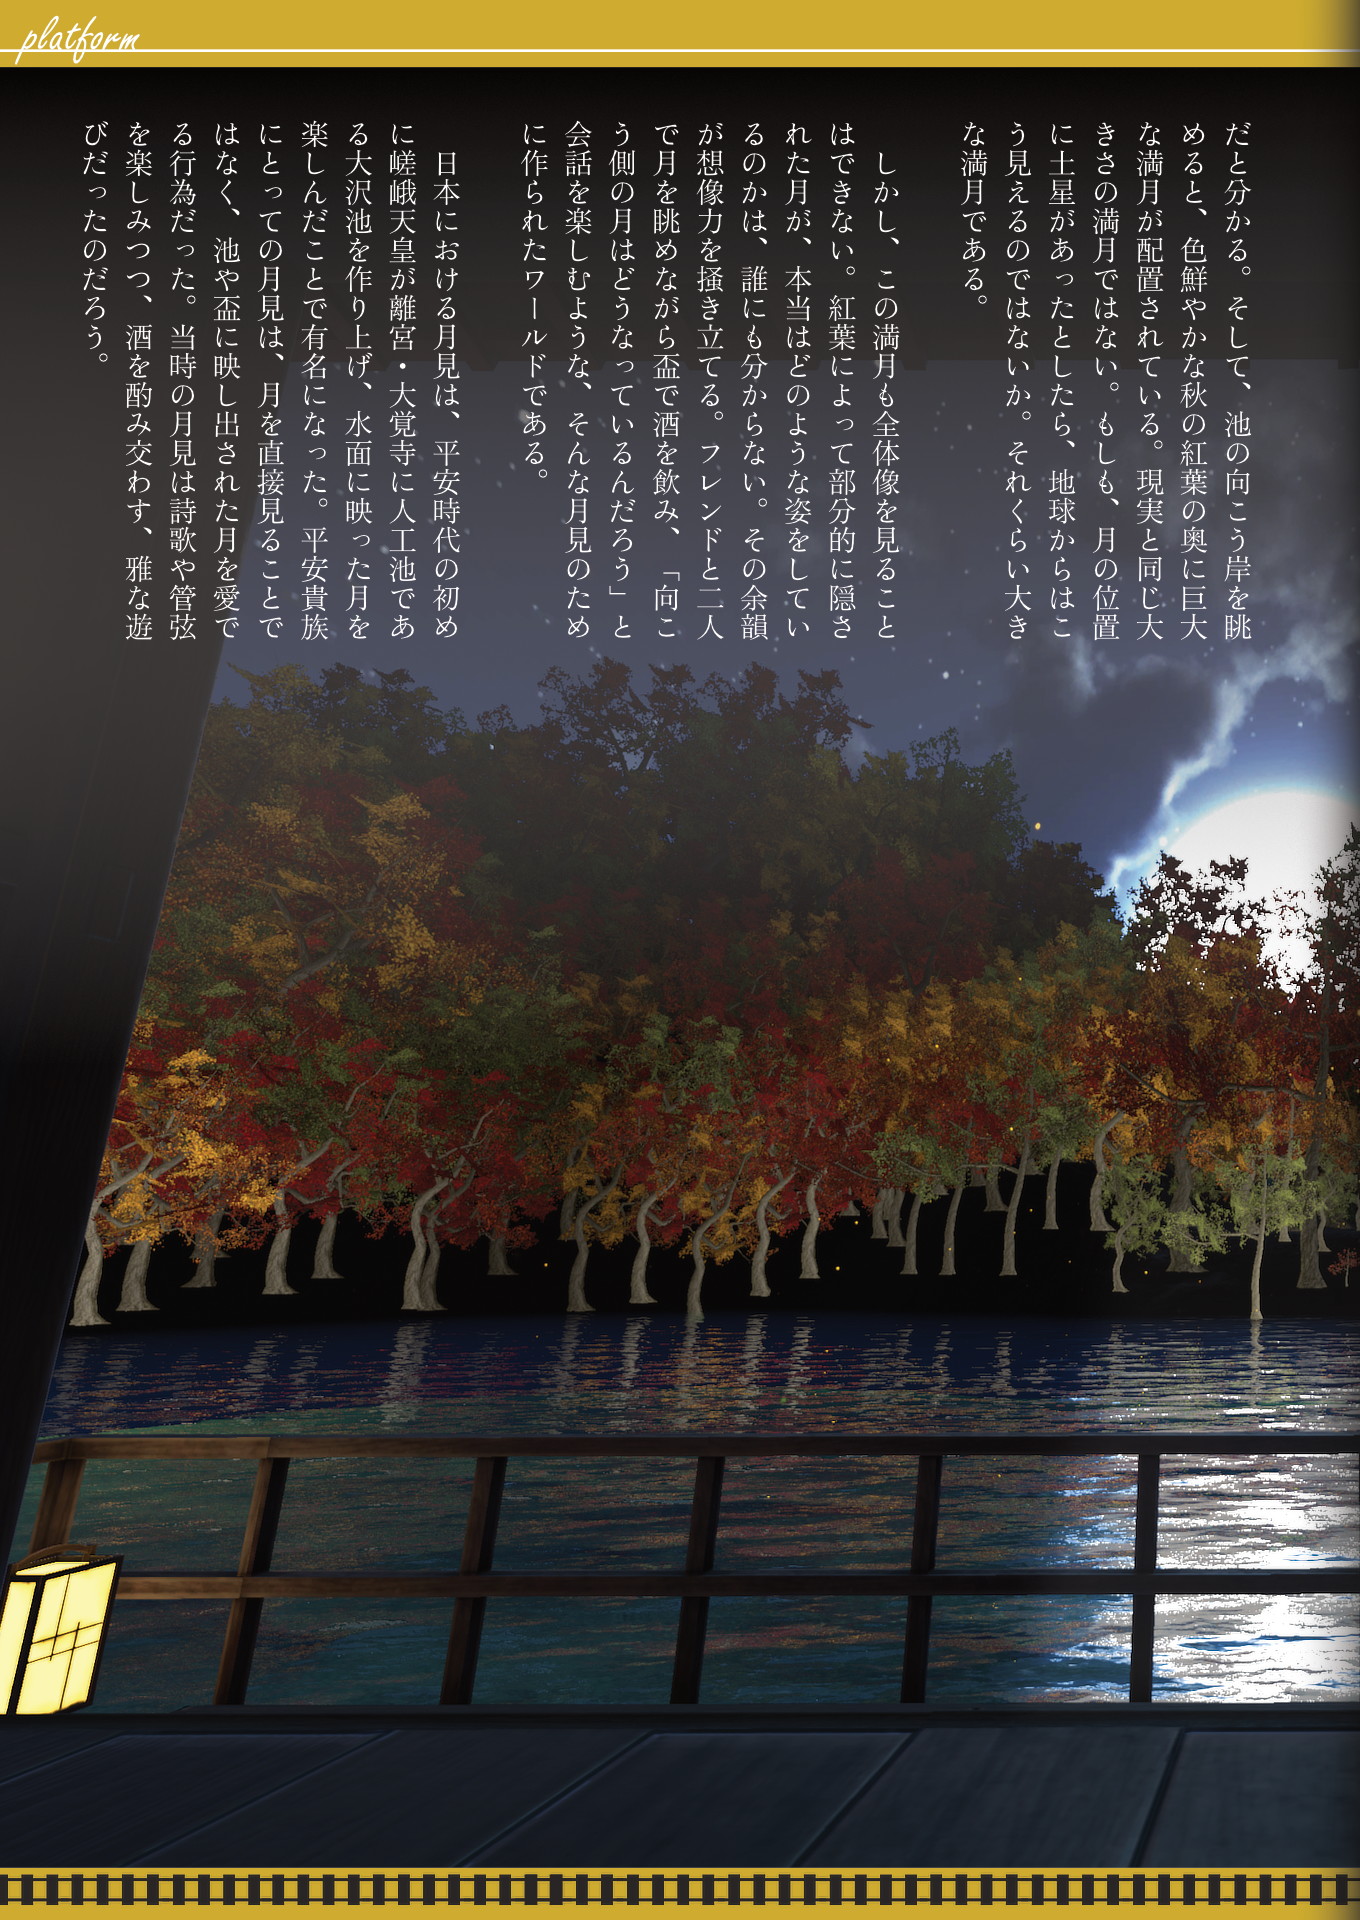 platform
だと分かる。そして、池の向こう岸を眺
めると、色鮮やかな秋の紅葉の奥に巨大
な満月が配置されている。現実と同じ大
きさの満月ではない。もしも、月の位置
に土星があったとしたら、地球からはこ
う見えるのではないか。それくらい大き
な満月である。
しかし、この満月も全体像を見ること
はできない。紅葉によって部分的に隠さ
れた月が、本当はどのような姿をしてい
るのかは、誰にも分からない。その余韻
が想像力を掻き立てる。フレンドと二人
で月を眺めながら盃で酒を飲み、「向こ
う側の月はどうなっているんだろう」と
会話を楽しむような、そんな月見のため
に作られたワールドである。
日本における月見は、平安時代の初め
に嵯峨天皇が離宮・大覚寺に人工池であ
る大沢池を作り上げ、水面に映った月を
楽しんだことで有名になった。平安貴族
にとっての月見は、月を直接見ることで
はなく、池や盃に映し出された月を愛で
る行為だった。当時の月見は詩歌や管弦
を楽しみつつ、酒を酌み交わす、雅な遊
びだったのだろう。